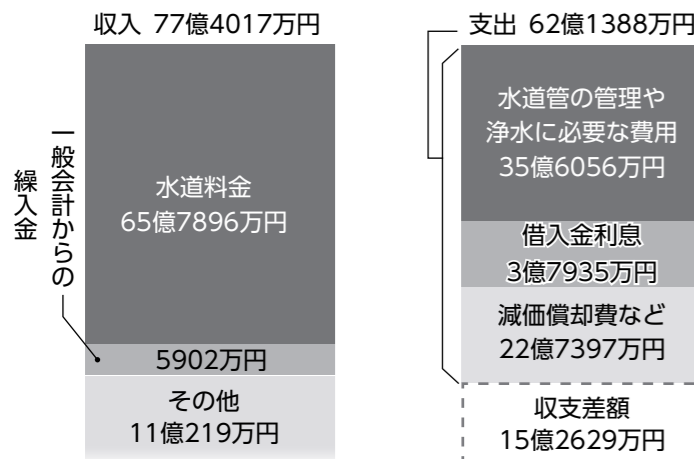 収入 77億4017万円
水道料金
65億7896万円
一般会計からの
繰入金
5902万円
その他
11億219万円
支出 62億1388万円
水道管の管理や
浄水に必要な費用
35億6056万円
借入金利息
3億7935万円
減価償却費など
22億7397万円
収支差額
15億2629万円